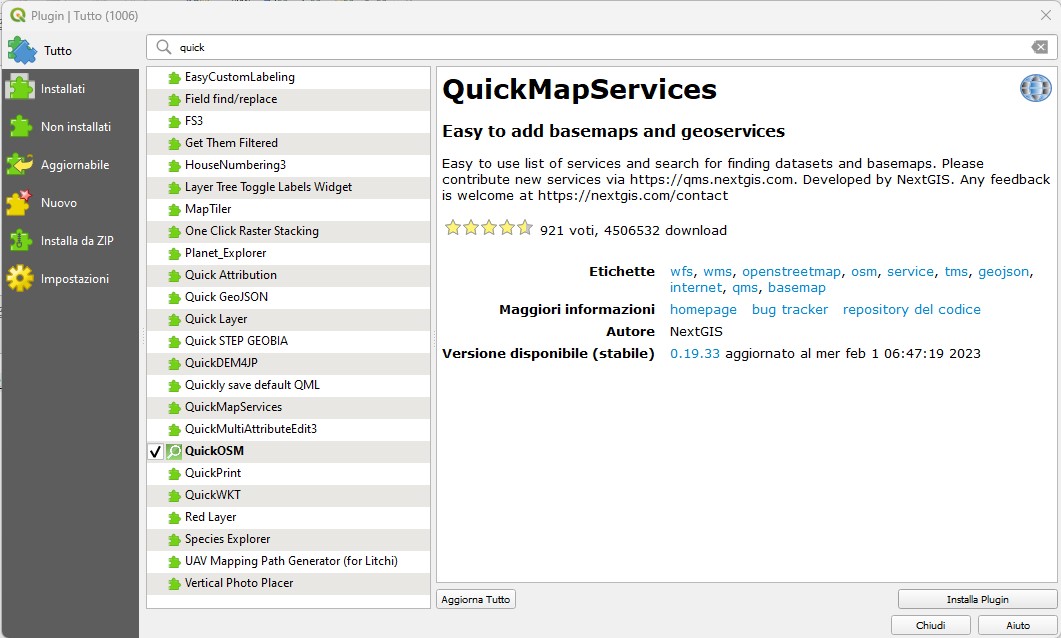 Plugin | Tutto (1006)
Tutto
quick
Installati
Non installati
Aggiornabile
Nuovo
Installa da ZIP
Impostazioni
EasyCustomLabeling
Field find/replace
FS3
Get Them Filtered
HouseNumbering3
Layer Tree Toggle Labels Widget
MapTiler
One Click Raster Stacking
Planet_Explorer
Quick Attribution
Quick GeoJSON
Quick Layer
Quick STEP GEOBIA
QuickDEM4JP
Quickly save default QML
QuickMapServices
QuickMultiAttributeEdit3
QuickOSM
QuickPrint
QuickWKT
Red Layer
Species Explorer
UAV Mapping Path Generator (for Litchi)
Vertical Photo Placer
QuickMapServices
Easy to add basemaps and geoservices
Easy to use list of services and search for finding datasets and basemaps. Please
contribute new services via https://qms.nextgis.com. Developed by NextGIS. Any feedback
is welcome at https://nextgis.com/contact
921 voti, 4506532 download
Etichette wfs, wms, openstreetmap, osm, service, tms, geojson,
internet, qms, basemap
Maggiori informazioni homepage bug tracker repository del codice
Autore NextGIS
Versione disponibile (stabile) 0.19.33 aggiornato al mer feb 1 06:47:19 2023
Aggiorna Tutto
Installa Plugin
Chiudi
Aiuto